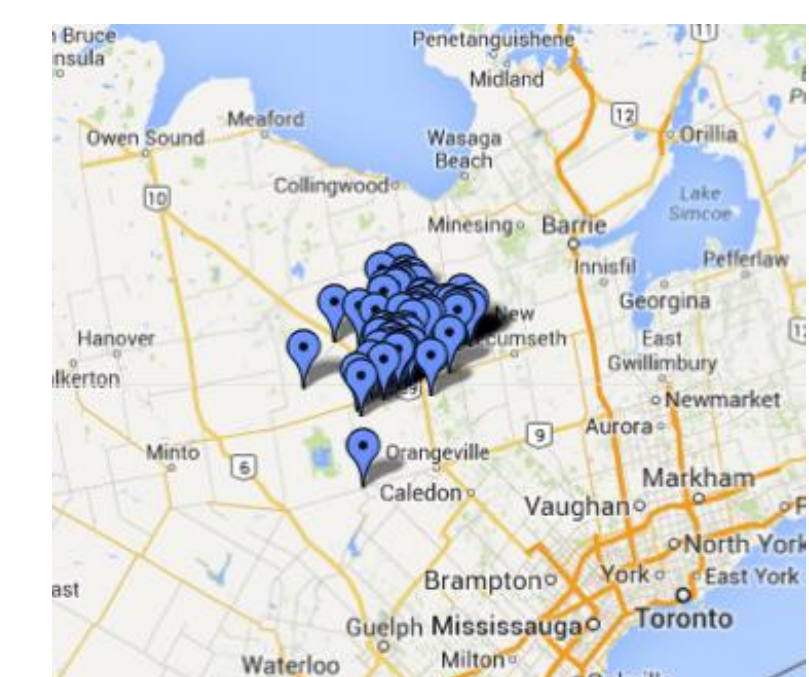 Bruce
insula
Penetanguishene
11
Midland
12
Meaford
Owen Sound
Orillia
Wasaga
Beach
Collingwood
10
Lake
Simcoe
Minesing
Barrie
Innisfil
Pefferlaw
Georgina
New
cumseth
Hanover
East
Gwillimbury
lkerton
Newmarket
Aurora
9
Minto
6
Orangeville
Caledon
Markham
Vaughan
North York
ast
Brampton
York
East York
Guelph
Mississauga
Toronto
Waterloo
Milton